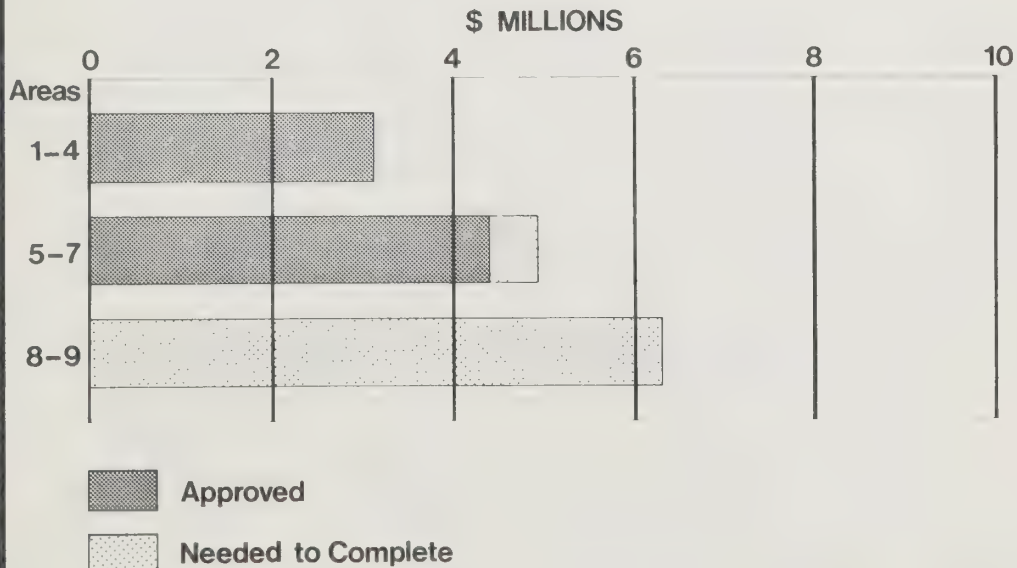 $ MILLIONS
0 2 4 6 8 10
Areas
1–4
5–7
8–9
Approved
Needed to Complete